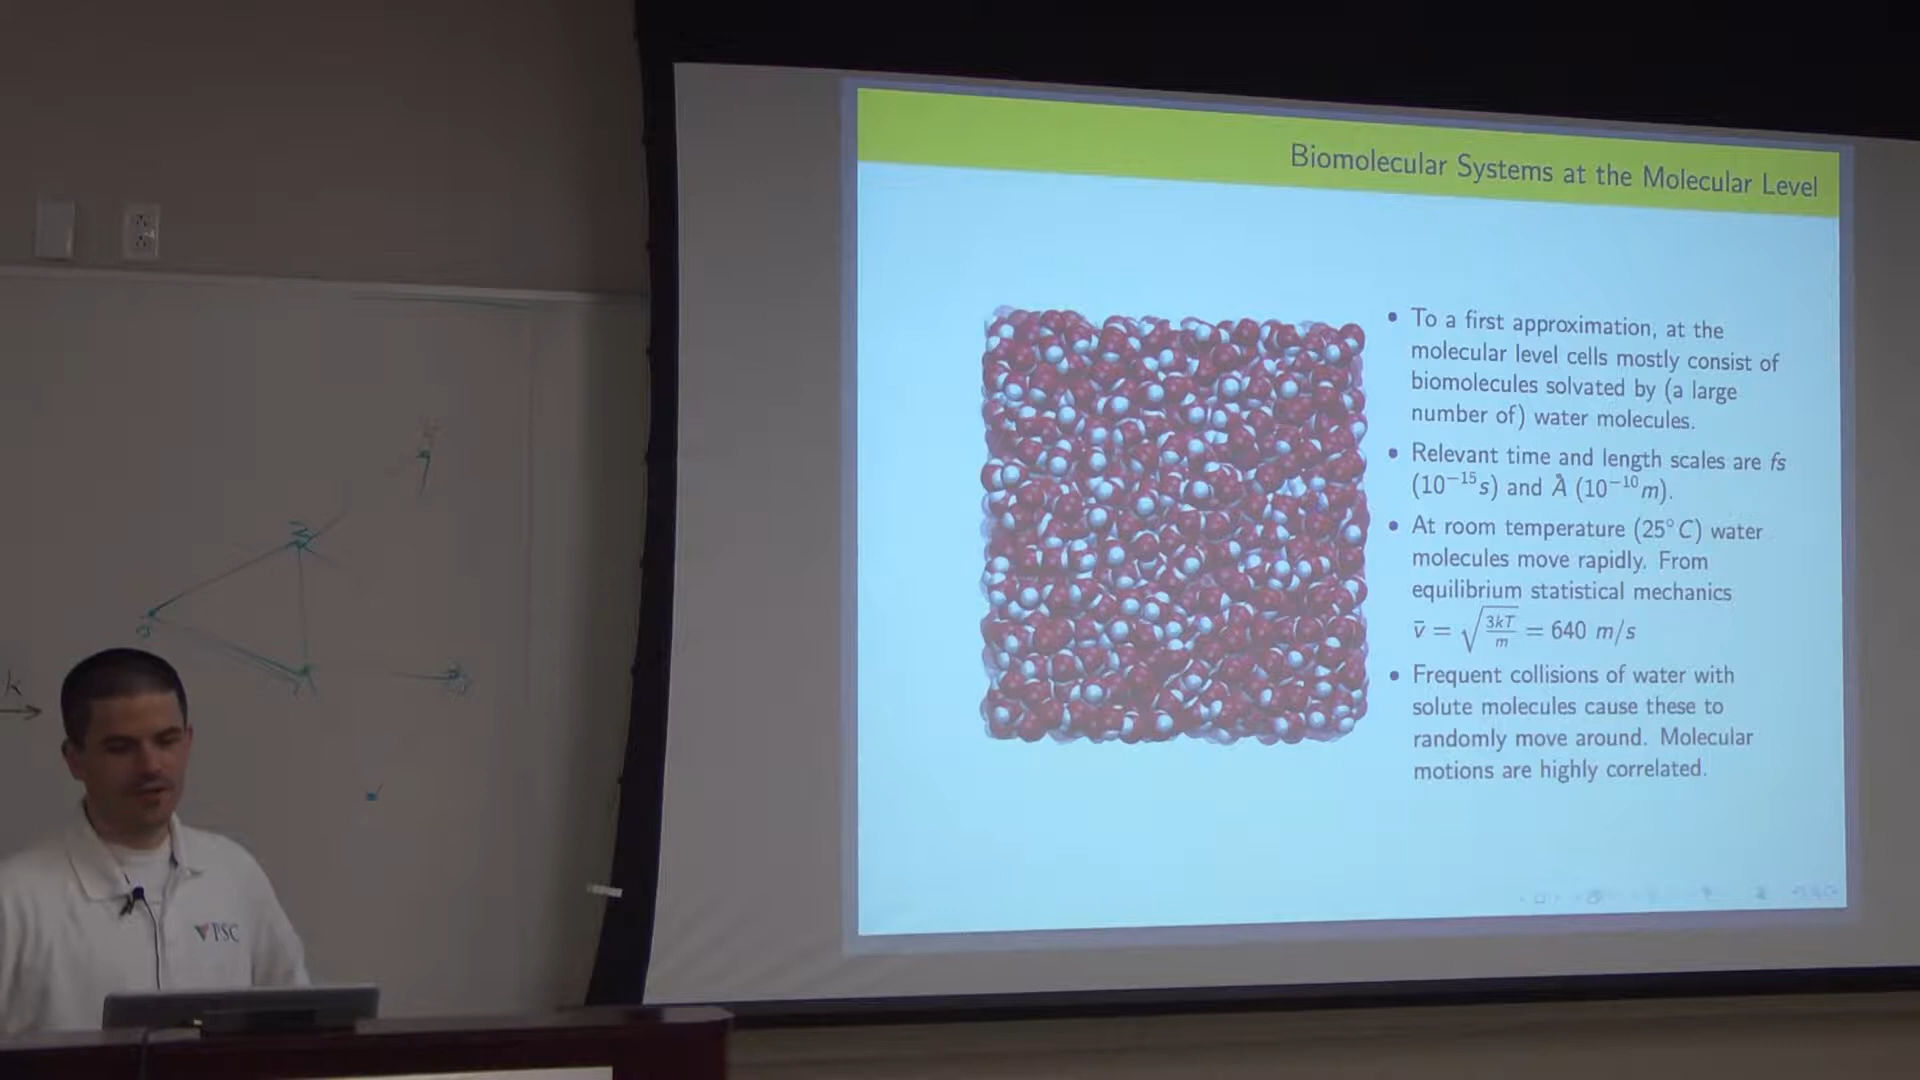 Biomolecular Systems at the Molecular Level
• To a first approximation, at the
molecular level cells mostly consist of
biomolecules solvated by (a large
number of) water molecules.
• Relevant time and length scales are fs
(10⁻¹⁵s) and Å (10⁻¹⁰m).
• At room temperature (25°C) water
molecules move rapidly. From
equilibrium statistical mechanics
v̄ = √(3kT/m) = 640 m/s
• Frequent collisions of water with
solute molecules cause these to
randomly move around. Molecular
motions are highly correlated.
k
PSC